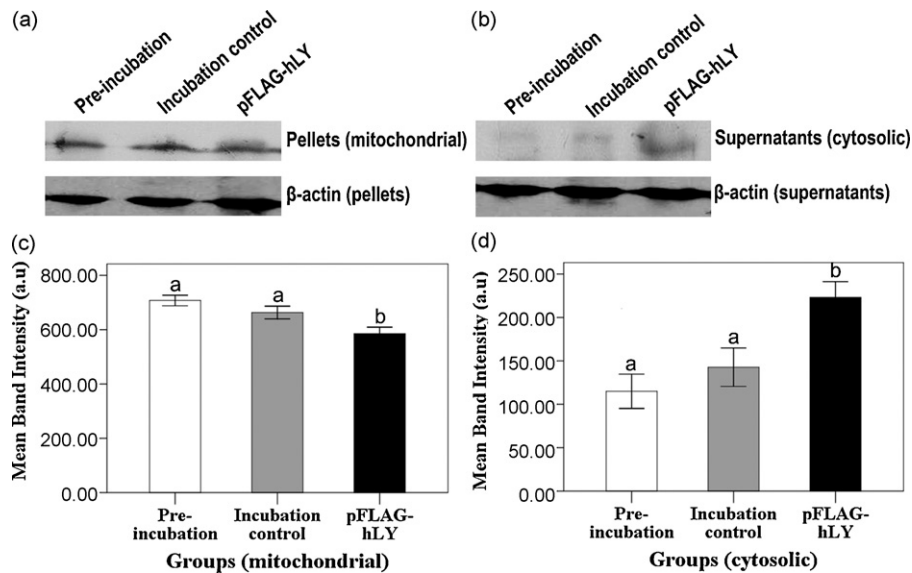 (a)
Pre-incubation
Incubation control
pFLAG-hLY
Pellets (mitochondrial)
β-actin (pellets)
(b)
Pre-incubation
Incubation control
pFLAG-hLY
Supernatants (cytosolic)
β-actin (supernatants)
(c)
Mean Band Intensity (a.u)
800.00
600.00
400.00
200.00
0.00
a
a
b
Pre-
incubation
Incubation
control
pFLAG-
hLY
Groups (mitochondrial)
(d)
Mean Band Intensity (a.u)
250.00
200.00
150.00
100.00
50.00
0.00
a
a
b
Pre-
incubation
Incubation
control
pFLAG-
hLY
Groups (cytosolic)